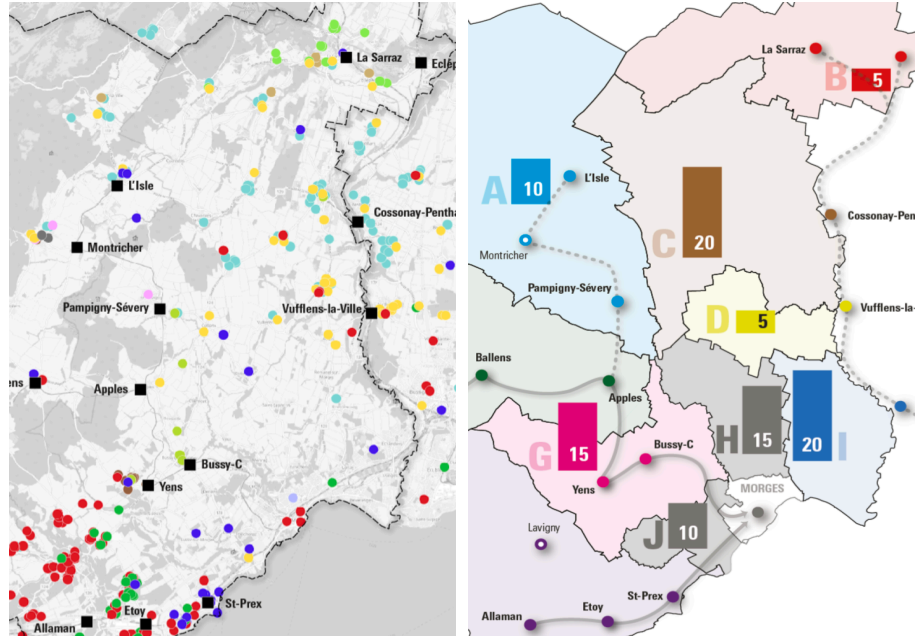 La Sarraz
Eclép
L'Isle
Cossonay-Pentha
Montricher
Pampigny-Sévery
Vufflens-la-Ville
ens
Apples
Bussy-C
Yens
Etoy
St-Prex
Allaman
La Sarraz
B
5
A
10
L'Isle
C
20
Cossonay-Pen
Montricher
Pampigny-Sévery
D
5
Vufflens-la-
Ballens
Apples
G
15
H
15
20
I
Bussy-C
Yens
MORGES
J
10
Lavigny
St-Prex
Etoy
Allaman